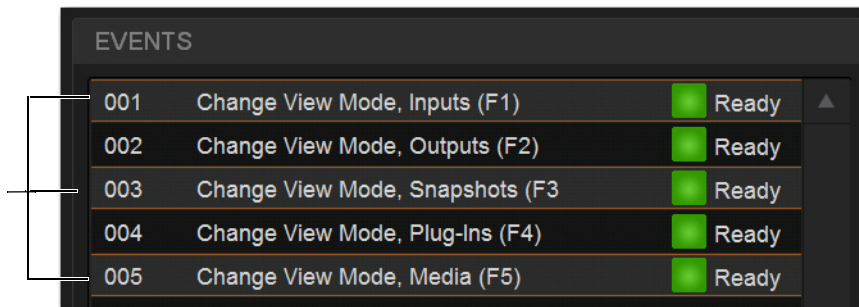 EVENTS
001 Change View Mode, Inputs (F1) Ready
002 Change View Mode, Outputs (F2) Ready
003 Change View Mode, Snapshots (F3 Ready
004 Change View Mode, Plug-Ins (F4) Ready
005 Change View Mode, Media (F5) Ready